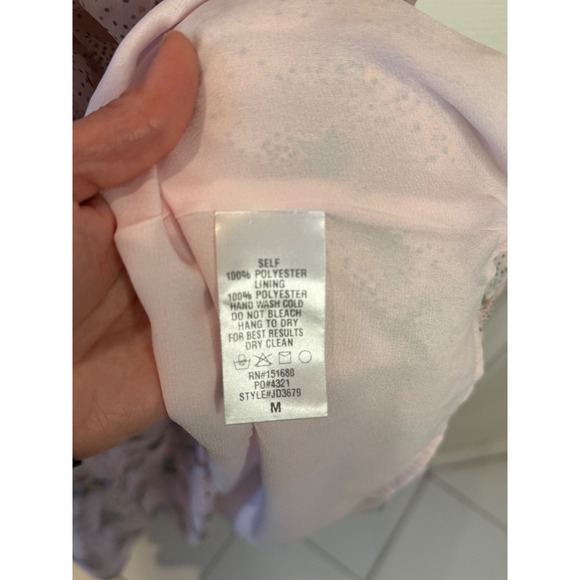 SELF
100% POLYESTER
LINING
100% POLYESTER
HAND WASH COLD
DO NOT BLEACH
HANG TO DRY
FOR BEST RESULTS
DRY CLEAN
RN#151680
PO#4321
STYLE#JD3679
M